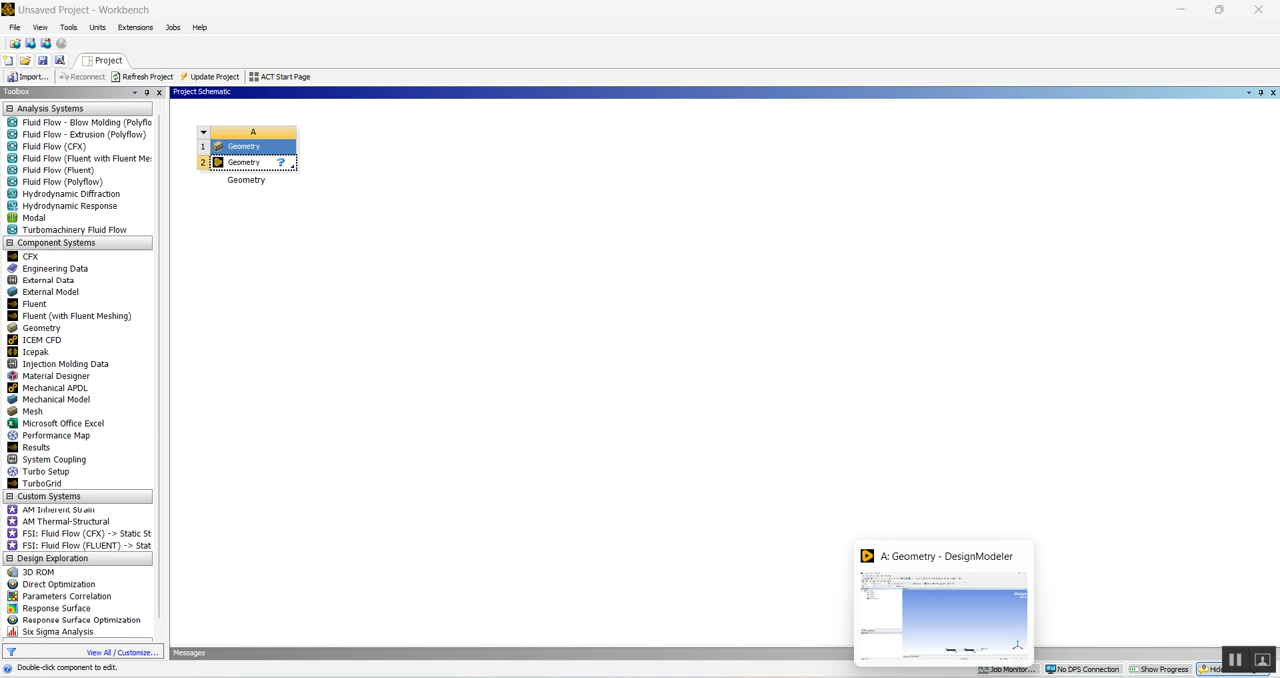 Unsaved Project - Workbench
File View Tools Units Extensions Jobs Help
Project
Import... Reconnect Refresh Project Update Project ACT Start Page
Toolbox
Project Schematic
Analysis Systems
Fluid Flow - Blow Molding (Polyflo
Fluid Flow - Extrusion (Polyflow)
Fluid Flow (CFX)
Fluid Flow (Fluent with Fluent Me:
Fluid Flow (Fluent)
Fluid Flow (Polyflow)
Hydrodynamic Diffraction
Hydrodynamic Response
Modal
Turbomachinery Fluid Flow
Component Systems
CFX
Engineering Data
External Data
External Model
Fluent
Fluent (with Fluent Meshing)
Geometry
ICEM CFD
Icepak
Injection Molding Data
Material Designer
Mechanical APDL
Mechanical Model
Mesh
Microsoft Office Excel
Performance Map
Results
System Coupling
Turbo Setup
TurboGrid
Custom Systems
AM Inherent Strain
AM Thermal-Structural
FSI: Fluid Flow (CFX) -> Static St
FSI: Fluid Flow (FLUENT) -> Stat
Design Exploration
3D ROM
Direct Optimization
Parameters Correlation
Response Surface
Response Surface Optimization
Six Sigma Analysis
View All / Customize...
A
1 Geometry
2 Geometry ?
Geometry
A: Geometry - DesignModeler
Messages
Double-click component to edit.
Job Monitor... No DPS Connection Show Progress